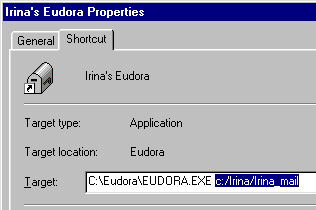 Irina's Eudora Properties
General Shortcut
Irina's Eudora
Target type: Application
Target location: Eudora
Target: C:\Eudora\EUDORA.EXE c:/Irina/Irina_mail